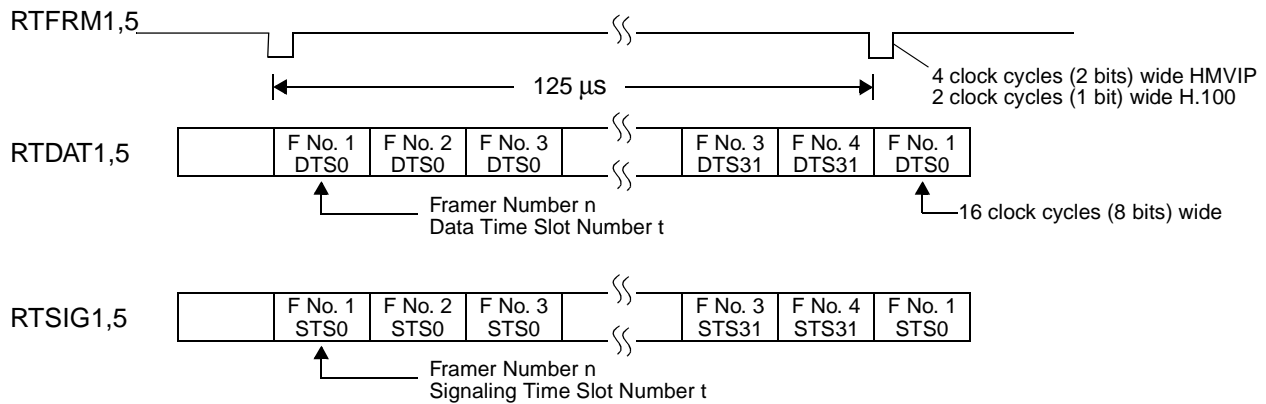 RTFRM1,5
4 clock cycles (2 bits) wide HMVIP
2 clock cycles (1 bit) wide H.100
125 µs
RTDAT1,5
F No. 1 F No. 2 F No. 3 F No. 3 F No. 4 F No. 1
DTS0 DTS0 DTS0 DTS31 DTS31 DTS0
Framer Number n
Data Time Slot Number t
16 clock cycles (8 bits) wide
RTSIG1,5
F No. 1 F No. 2 F No. 3 F No. 3 F No. 4 F No. 1
STS0 STS0 STS0 STS31 STS31 STS0
Framer Number n
Signaling Time Slot Number t